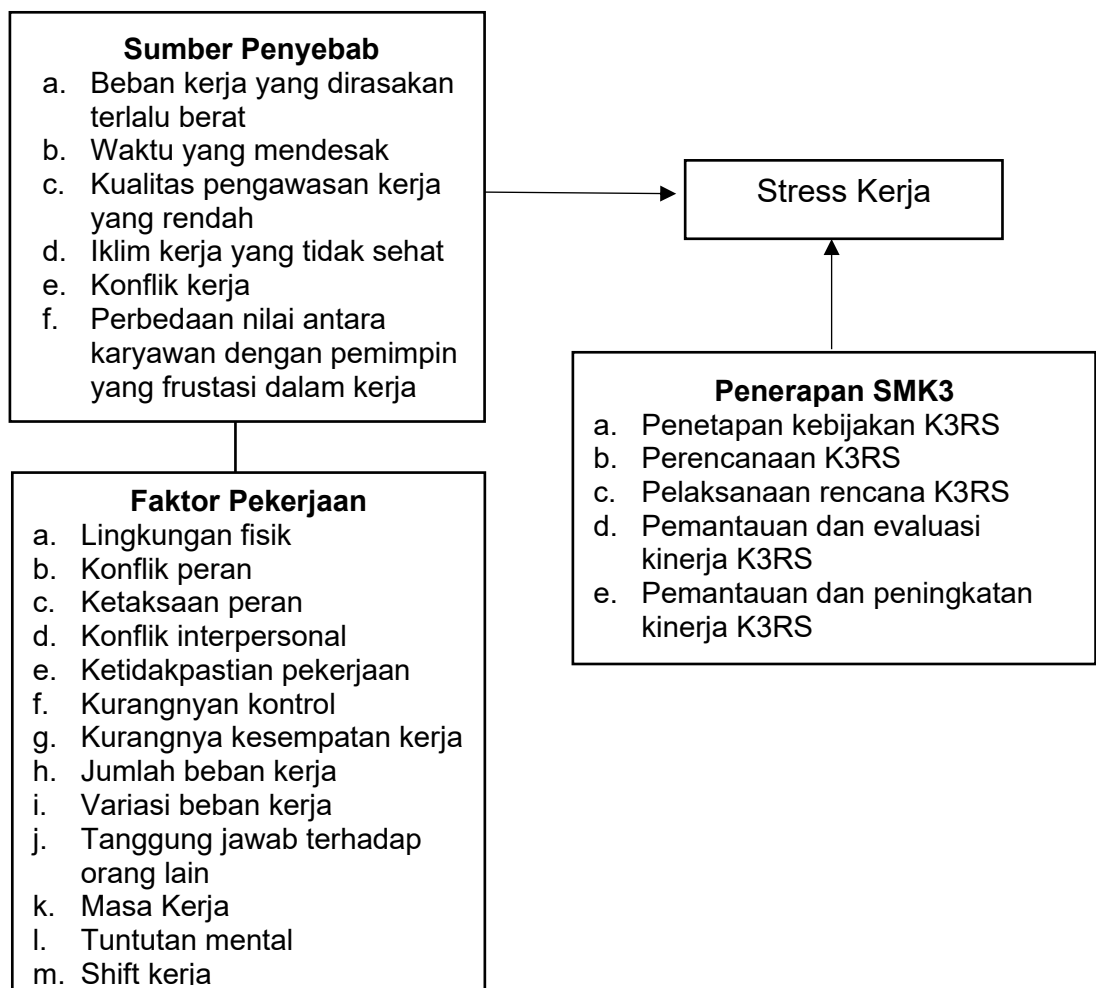 Sumber Penyebab
a. Beban kerja yang dirasakan
terlalu berat
b. Waktu yang mendesak
c. Kualitas pengawasan kerja
yang rendah
d. Iklim kerja yang tidak sehat
e. Konflik kerja
f. Perbedaan nilai antara
karyawan dengan pemimpin
yang frustasi dalam kerja
Stress Kerja
Penerapan SMK3
a. Penetapan kebijakan K3RS
b. Perencanaan K3RS
c. Pelaksanaan rencana K3RS
d. Pemantauan dan evaluasi
kinerja K3RS
e. Pemantauan dan peningkatan
kinerja K3RS
Faktor Pekerjaan
a. Lingkungan fisik
b. Konflik peran
c. Ketaksaan peran
d. Konflik interpersonal
e. Ketidakpastian pekerjaan
f. Kurangnyan kontrol
g. Kurangnya kesempatan kerja
h. Jumlah beban kerja
i. Variasi beban kerja
j. Tanggung jawab terhadap
orang lain
k. Masa Kerja
l. Tuntutan mental
m. Shift kerja